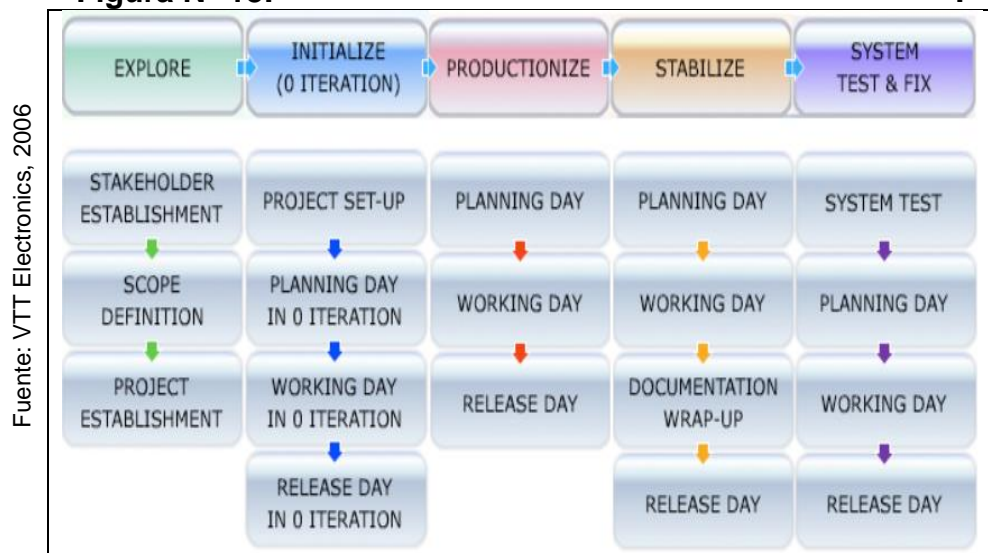 EXPLORE
INITIALIZE
(0 ITERATION)
PRODUCTIONIZE
STABILIZE
SYSTEM
TEST & FIX
STAKEHOLDER
ESTABLISHMENT
SCOPE
DEFINITION
PROJECT
ESTABLISHMENT
PROJECT SET-UP
PLANNING DAY
IN 0 ITERATION
WORKING DAY
IN 0 ITERATION
RELEASE DAY
IN 0 ITERATION
PLANNING DAY
WORKING DAY
RELEASE DAY
PLANNING DAY
WORKING DAY
DOCUMENTATION
WRAP-UP
RELEASE DAY
SYSTEM TEST
PLANNING DAY
WORKING DAY
RELEASE DAY
Fuente: VTT Electronics, 2006